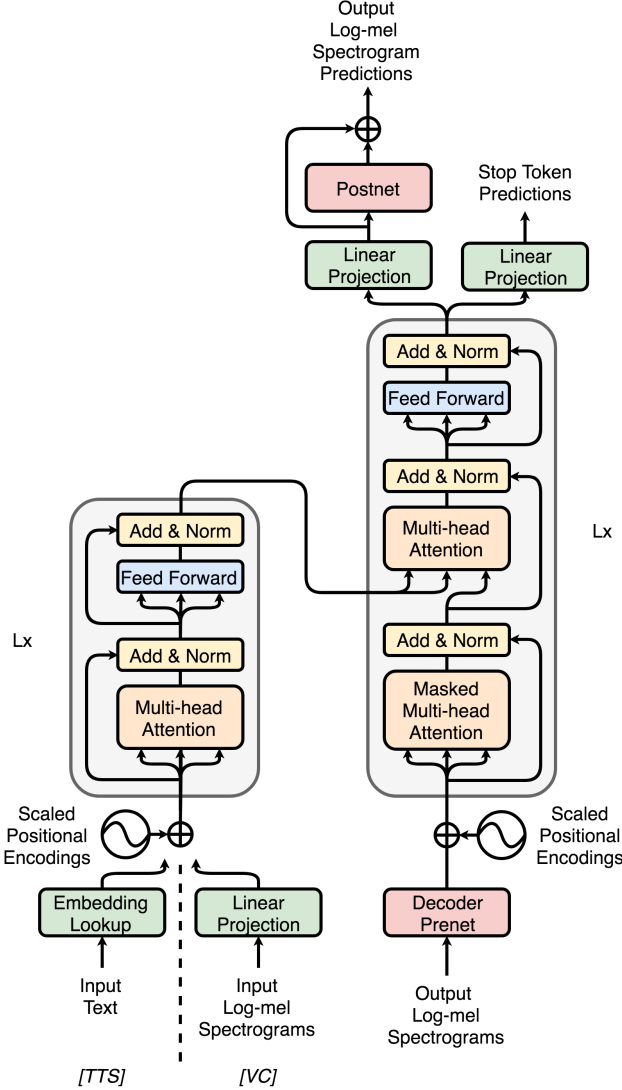 Output
Log-mel
Spectrogram
Predictions
Postnet
Stop Token
Predictions
Linear
Projection
Linear
Projection
Add & Norm
Feed Forward
Add & Norm
Multi-head
Attention
Lx
Add & Norm
Masked
Multi-head
Attention
Add & Norm
Feed Forward
Lx
Add & Norm
Multi-head
Attention
Scaled
Positional
Encodings
Scaled
Positional
Encodings
Embedding
Lookup
Linear
Projection
Decoder
Prenet
Input
Text
Input
Log-mel
Spectrograms
Output
Log-mel
Spectrograms
[TTS]
[VC]